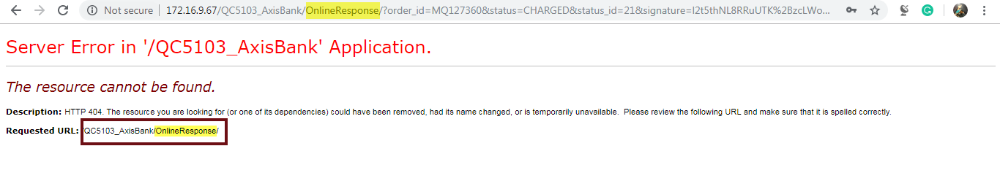 Not secure | 172.16.9.67/QC5103_AxisBank/OnlineResponse/?order_id=MQ127360&status=CHARGED&status_id=21&signature=I2t5thNL8RRuUTK%2BzcLWo...
Server Error in '/QC5103_AxisBank' Application.
The resource cannot be found.
Description: HTTP 404. The resource you are looking for (or one of its dependencies) could have been removed, had its name changed, or is temporarily unavailable.  Please review the following URL and make sure that it is spelled correctly.
Requested URL: /QC5103_AxisBank/OnlineResponse/